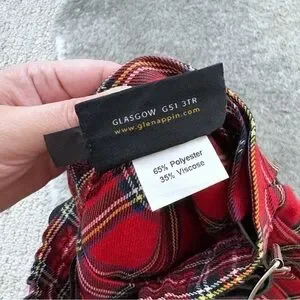 GLASGOW G51 3TR
www.glenappin.com
65% Polyester
35% Viscose